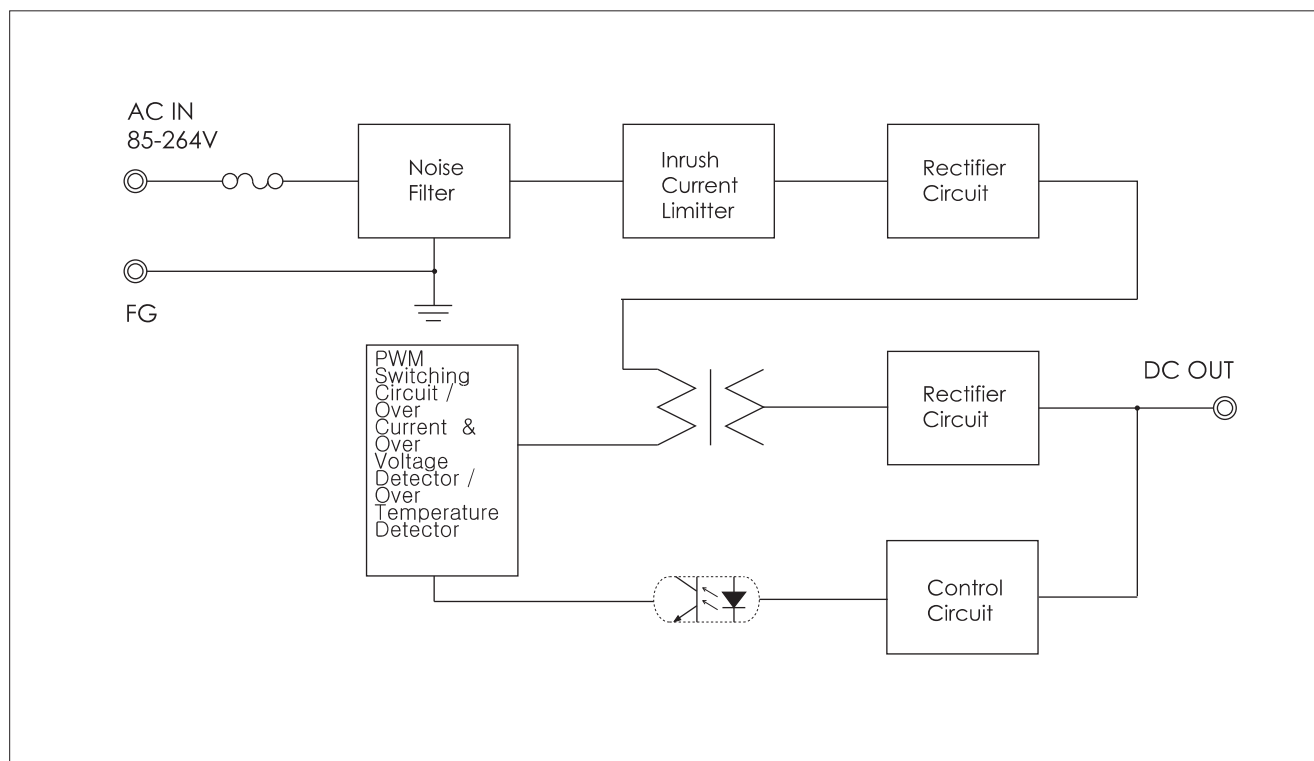 AC IN
85-264V
Noise
Filter
Inrush
Current
Limitter
Rectifier
Circuit
FG
PWM
Switching
Circuit /
Over
Current &
Over
Voltage
Detector /
Over
Temperature
Detector
Rectifier
Circuit
DC OUT
Control
Circuit